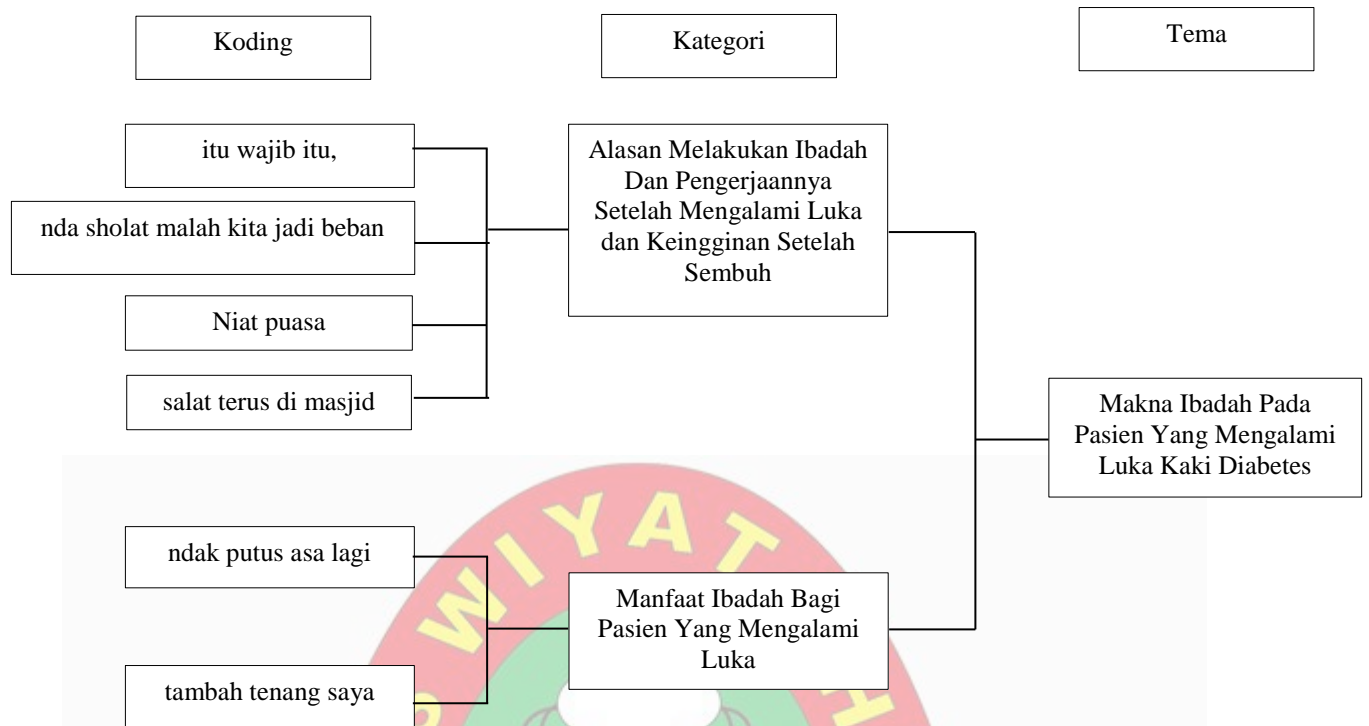 Koding
Kategori
Tema
itu wajib itu,
nda sholat malah kita jadi beban
Niat puasa
salat terus di masjid
Alasan Melakukan Ibadah
Dan Pengerjaannya
Setelah Mengalami Luka
dan Keingginan Setelah
Sembuh
ndak putus asa lagi
tambah tenang saya
Manfaat Ibadah Bagi
Pasien Yang Mengalami
Luka
Makna Ibadah Pada
Pasien Yang Mengalami
Luka Kaki Diabetes
WIYAT